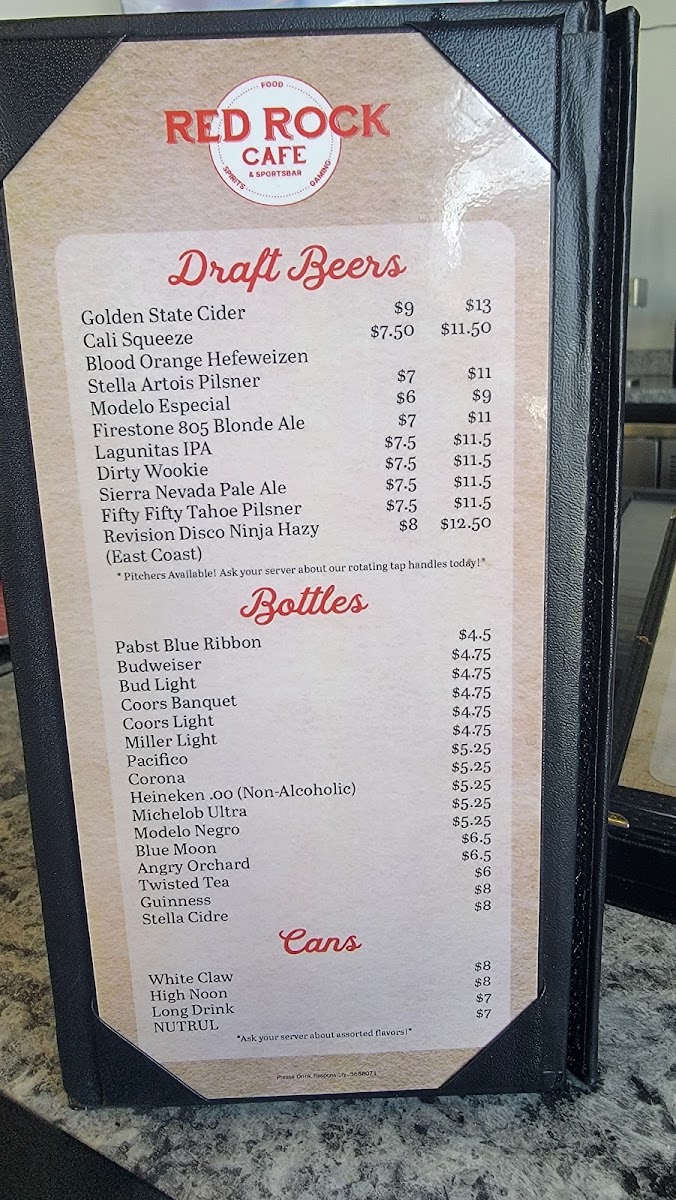 FOOD
RED ROCK
CAFE
& SPORTSBAR
SPIRITS GAMING
Draft Beers
Golden State Cider $9 $13
Cali Squeeze $7.50 $11.50
Blood Orange Hefeweizen
Stella Artois Pilsner $7 $11
Modelo Especial $6 $9
Firestone 805 Blonde Ale $7 $11
Lagunitas IPA $7.5 $11.5
Dirty Wookie $7.5 $11.5
Sierra Nevada Pale Ale $7.5 $11.5
Fifty Fifty Tahoe Pilsner $7.5 $11.5
Revision Disco Ninja Hazy $8 $12.50
(East Coast)
* Pitchers Available! Ask your server about our rotating tap handles today!*
Bottles
Pabst Blue Ribbon $4.5
Budweiser $4.75
Bud Light $4.75
Coors Banquet $4.75
Coors Light $4.75
Miller Light $4.75
Pacifico $5.25
Corona $5.25
Heineken .00 (Non-Alcoholic) $5.25
Michelob Ultra $5.25
Modelo Negro $5.25
Blue Moon $6.5
Angry Orchard $6.5
Twisted Tea $6
Guinness $8
Stella Cidre $8
Cans
White Claw $8
High Noon $8
Long Drink $7
NUTRUL $7
*Ask your server about assorted flavors!*
Please Drink Responsibly. 3688071